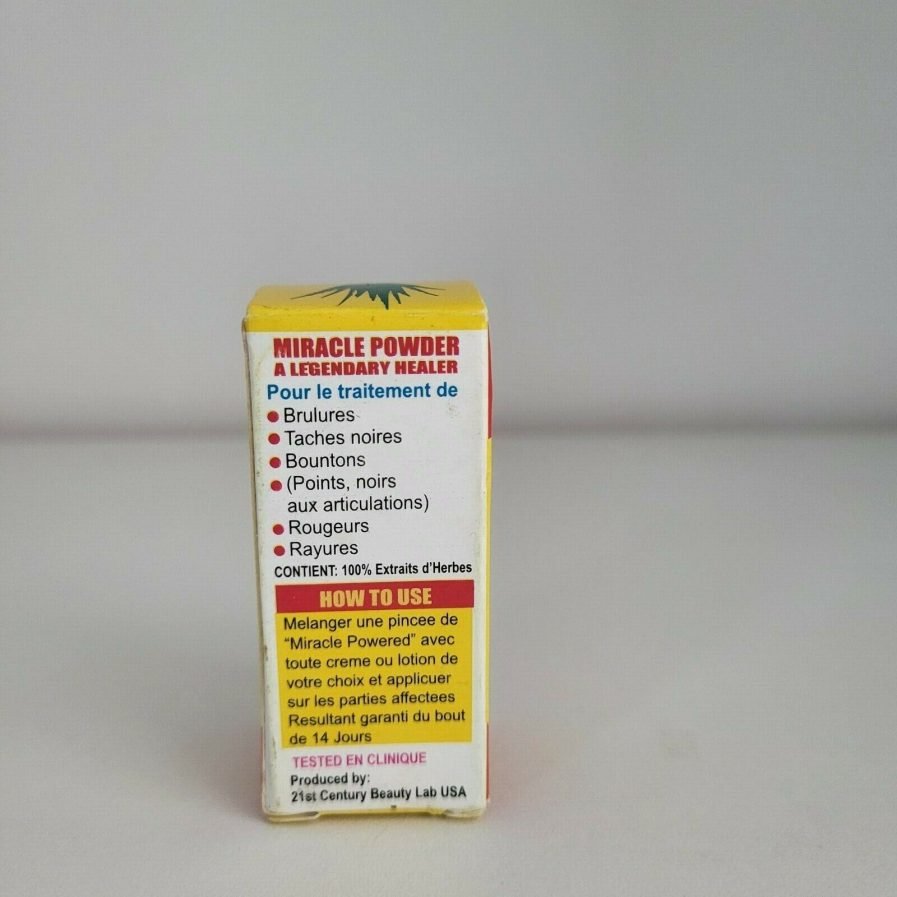 MIRACLE POWDER
A LEGENDARY HEALER
Pour le traitement de
Brulures
Taches noires
Bountons
(Points, noirs
aux articulations)
Rougeurs
Rayures
CONTIENT: 100% Extraits d'Herbes
HOW TO USE
Melanger une pincee de
“Miracle Powered” avec
toute creme ou lotion de
votre choix et applicuer
sur les parties affectees
Resultant garanti du bout
de 14 Jours
TESTED EN CLINIQUE
Produced by:
21st Century Beauty Lab USA